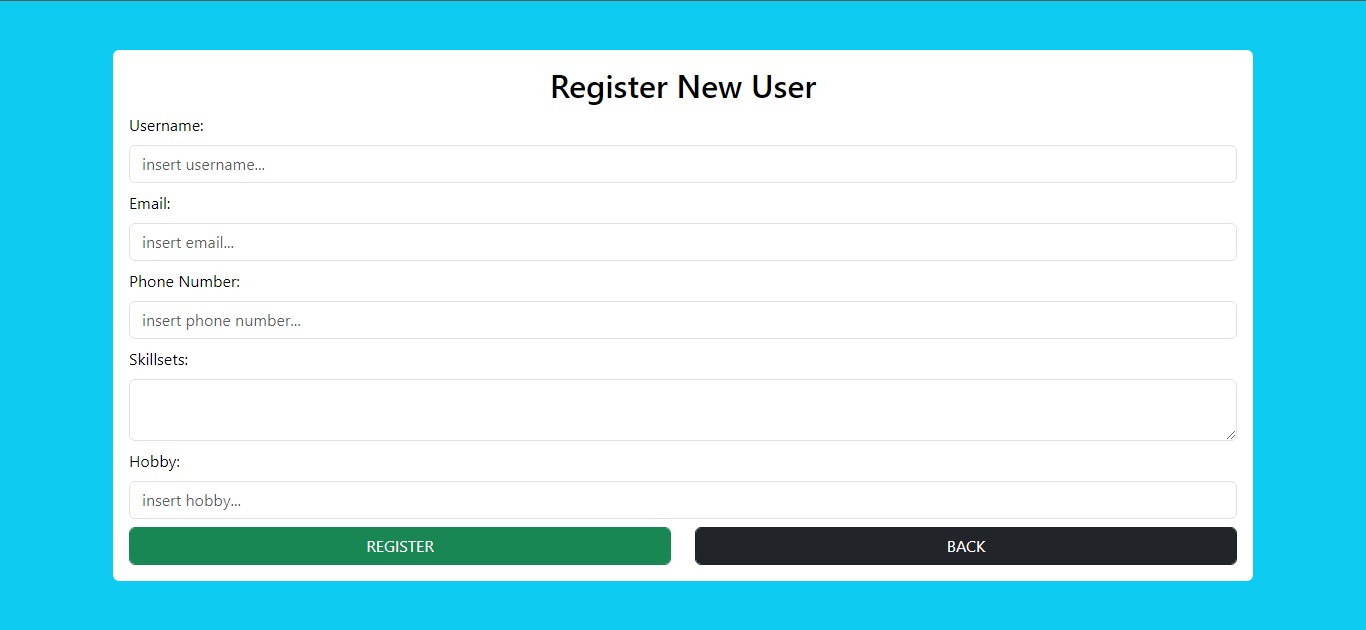 Register New User
Username:
insert username...
Email:
insert email...
Phone Number:
insert phone number...
Skillsets:
Hobby:
insert hobby...
REGISTER
BACK